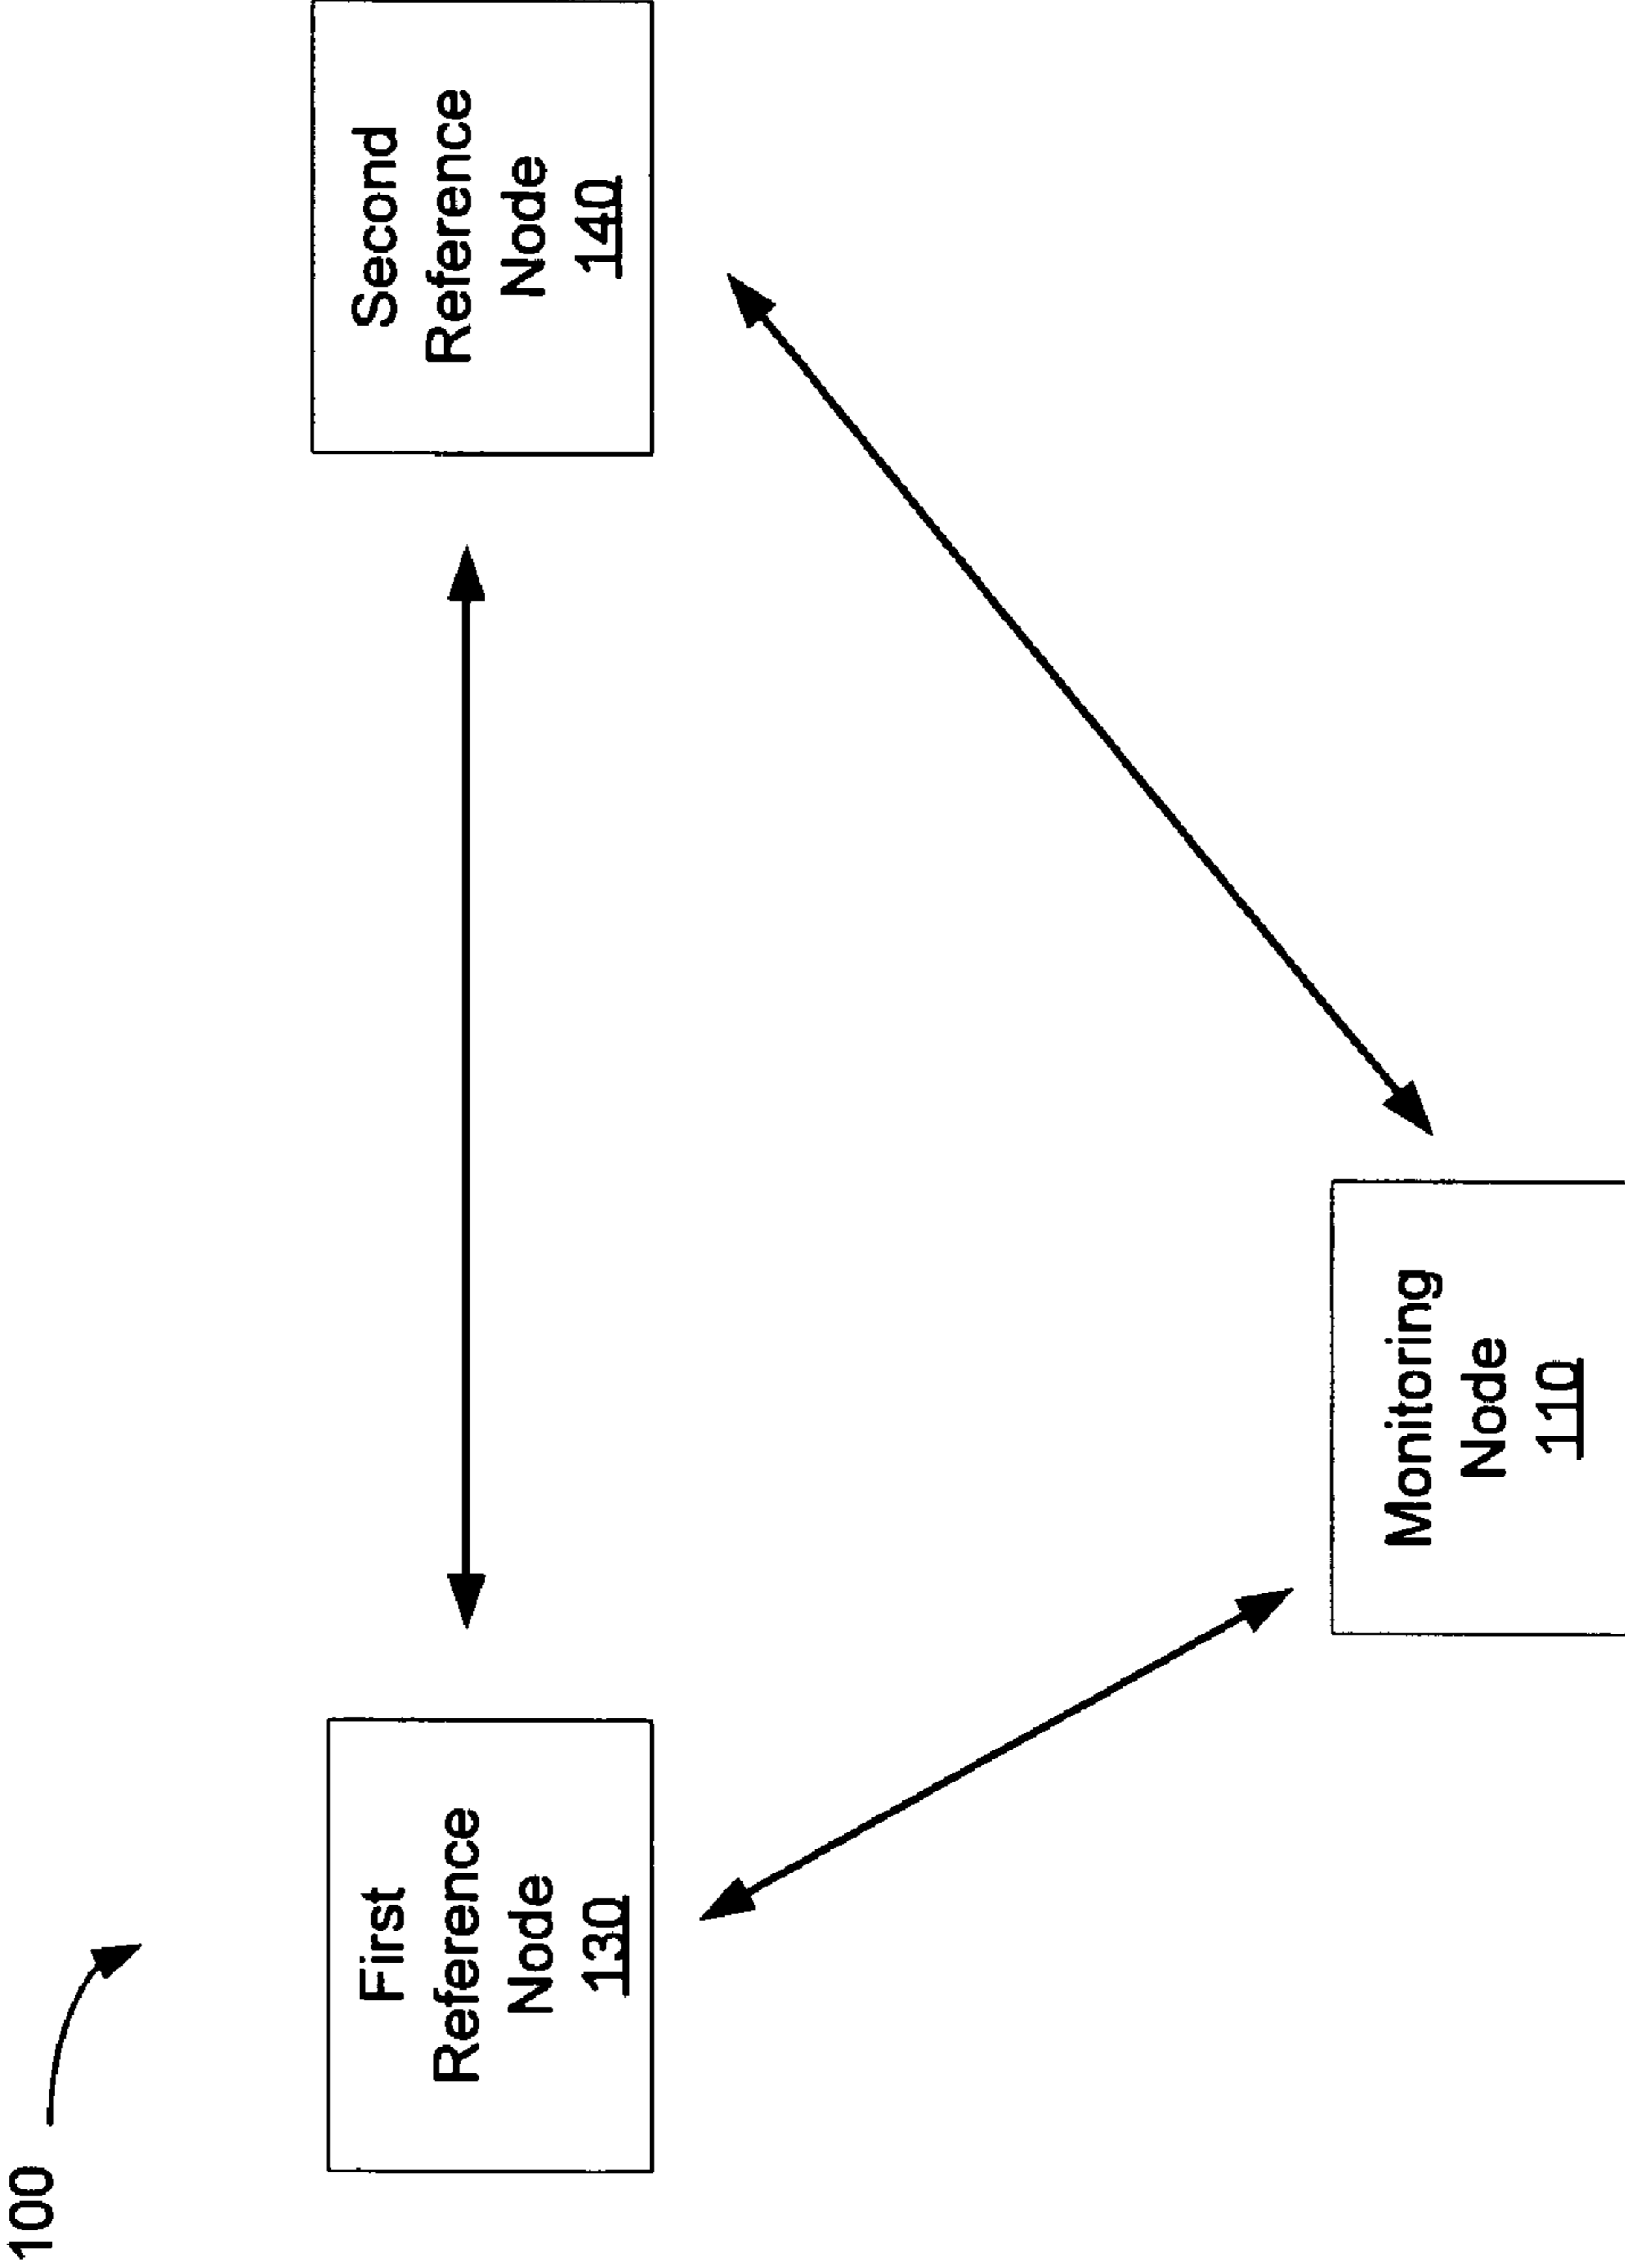 100
First
Reference
Node
130
Second
Reference
Node
140
Monitoring
Node
110